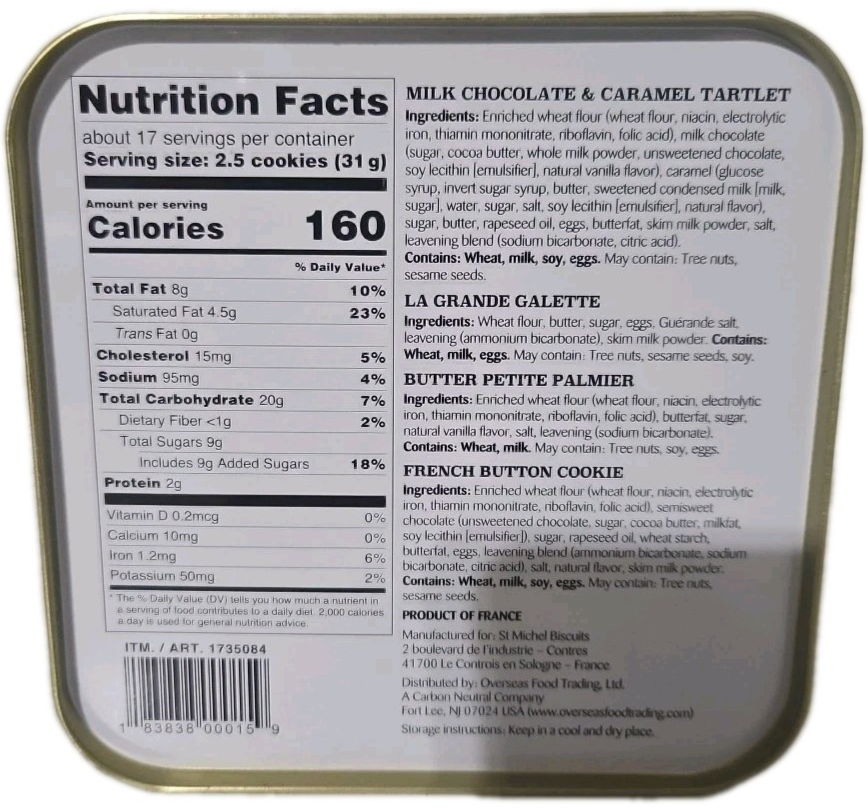 Nutrition Facts
about 17 servings per container
Serving size: 2.5 cookies (31 g)
Amount per serving
Calories 160
% Daily Value*
Total Fat 8g 10%
Saturated Fat 4.5g 23%
Trans Fat 0g
Cholesterol 15mg 5%
Sodium 95mg 4%
Total Carbohydrate 20g 7%
Dietary Fiber <1g 2%
Total Sugars 9g
Includes 9g Added Sugars 18%
Protein 2g
Vitamin D 0.2mcg 0%
Calcium 10mg 0%
Iron 1.2mg 6%
Potassium 50mg 2%
* The % Daily Value (DV) tells you how much a nutrient in
a serving of food contributes to a daily diet. 2,000 calories
a day is used for general nutrition advice.
ITM. / ART. 1735084
1 83838 00015 9
MILK CHOCOLATE & CARAMEL TARTLET
Ingredients: Enriched wheat flour (wheat flour, niacin, electrolytic
iron, thiamin mononitrate, riboflavin, folic acid), milk chocolate
(sugar, cocoa butter, whole milk powder, unsweetened chocolate,
soy lecithin [emulsifier], natural vanilla flavor), caramel (glucose
syrup, invert sugar syrup, butter, sweetened condensed milk [milk,
sugar], water, sugar, salt, soy lecithin [emulsifier], natural flavor),
sugar, butter, rapeseed oil, eggs, butterfat, skim milk powder, salt,
leavening blend (sodium bicarbonate, citric acid).
Contains: Wheat, milk, soy, eggs. May contain: Tree nuts,
sesame seeds.
LA GRANDE GALETTE
Ingredients: Wheat flour, butter, sugar, eggs, Guérande salt,
leavening (ammonium bicarbonate), skim milk powder. Contains:
Wheat, milk, eggs. May contain: Tree nuts, sesame seeds, soy.
BUTTER PETITE PALMIER
Ingredients: Enriched wheat flour (wheat flour, niacin, electrolytic
iron, thiamin mononitrate, riboflavin, folic acid), butterfat, sugar,
natural vanilla flavor, salt, leavening (sodium bicarbonate).
Contains: Wheat, milk. May contain: Tree nuts, soy, eggs.
FRENCH BUTTON COOKIE
Ingredients: Enriched wheat flour (wheat flour, niacin, electrolytic
iron, thiamin mononitrate, riboflavin, folic acid), semisweet
chocolate (unsweetened chocolate, sugar, cocoa butter, milkfat,
soy lecithin [emulsifier]), sugar, rapeseed oil, wheat starch,
butterfat, eggs, leavening blend (ammonium bicarbonate, sodium
bicarbonate, citric acid), salt, natural flavor, skim milk powder.
Contains: Wheat, milk, soy, eggs. May contain: Tree nuts,
sesame seeds.
PRODUCT OF FRANCE
Manufactured for: St Michel Biscuits
2 boulevard de l'industrie – Contres
41700 Le Controis en Sologne – France
Distributed by: Overseas Food Trading, Ltd.
A Carbon Neutral Company
Fort Lee, NJ 07024 USA (www.overseasfoodtrading.com)
Storage instructions: Keep in a cool and dry place.